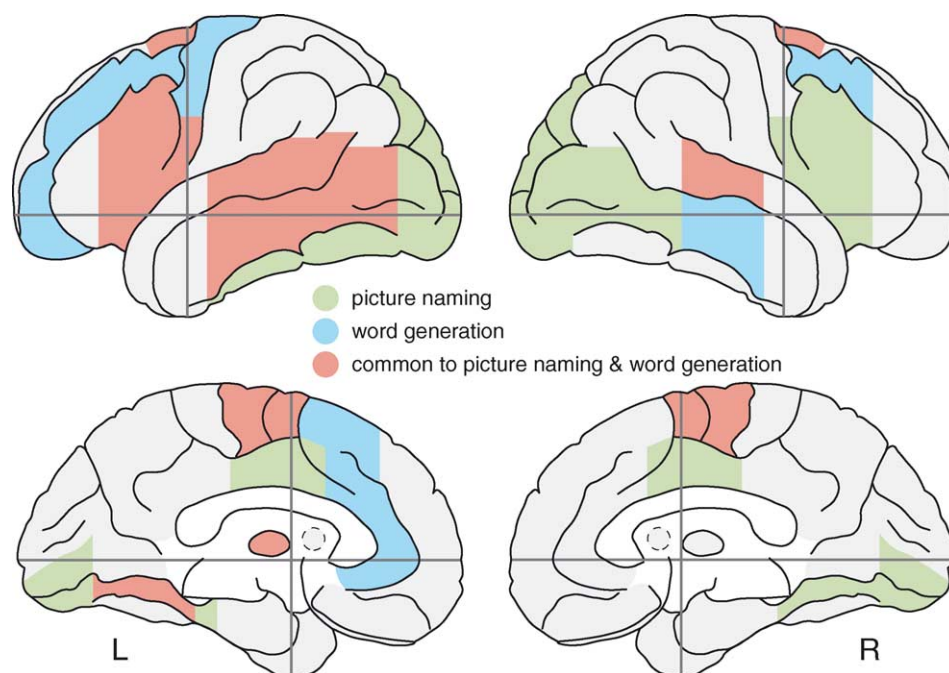 picture naming
word generation
common to picture naming & word generation
L
R